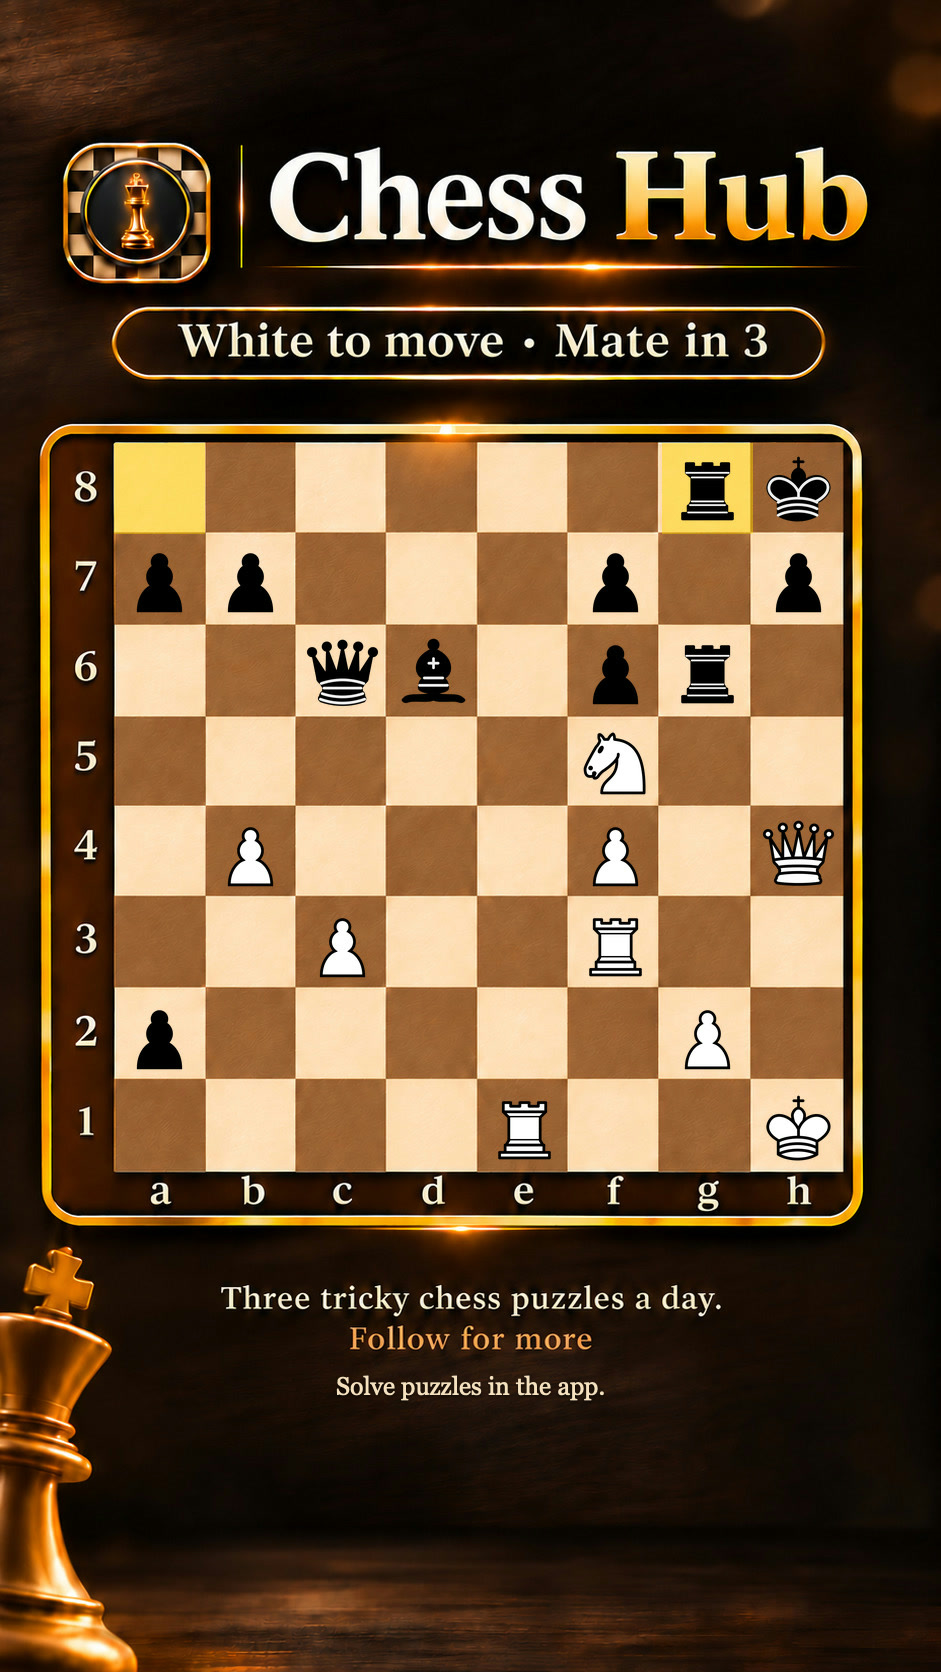 Chess Hub
White to move • Mate in 3
8
7
6
5
4
3
2
1
a b c d e f g h
Three tricky chess puzzles a day.
Follow for more
Solve puzzles in the app.